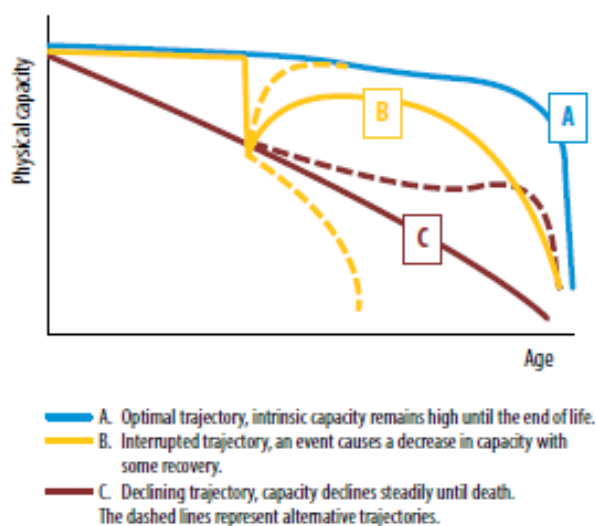 Physical capacity
B
A
C
Age
A. Optimal trajectory, intrinsic capacity remains high until the end of life.
B. Interrupted trajectory, an event causes a decrease in capacity with
some recovery.
C. Declining trajectory, capacity declines steadily until death.
The dashed lines represent alternative trajectories.